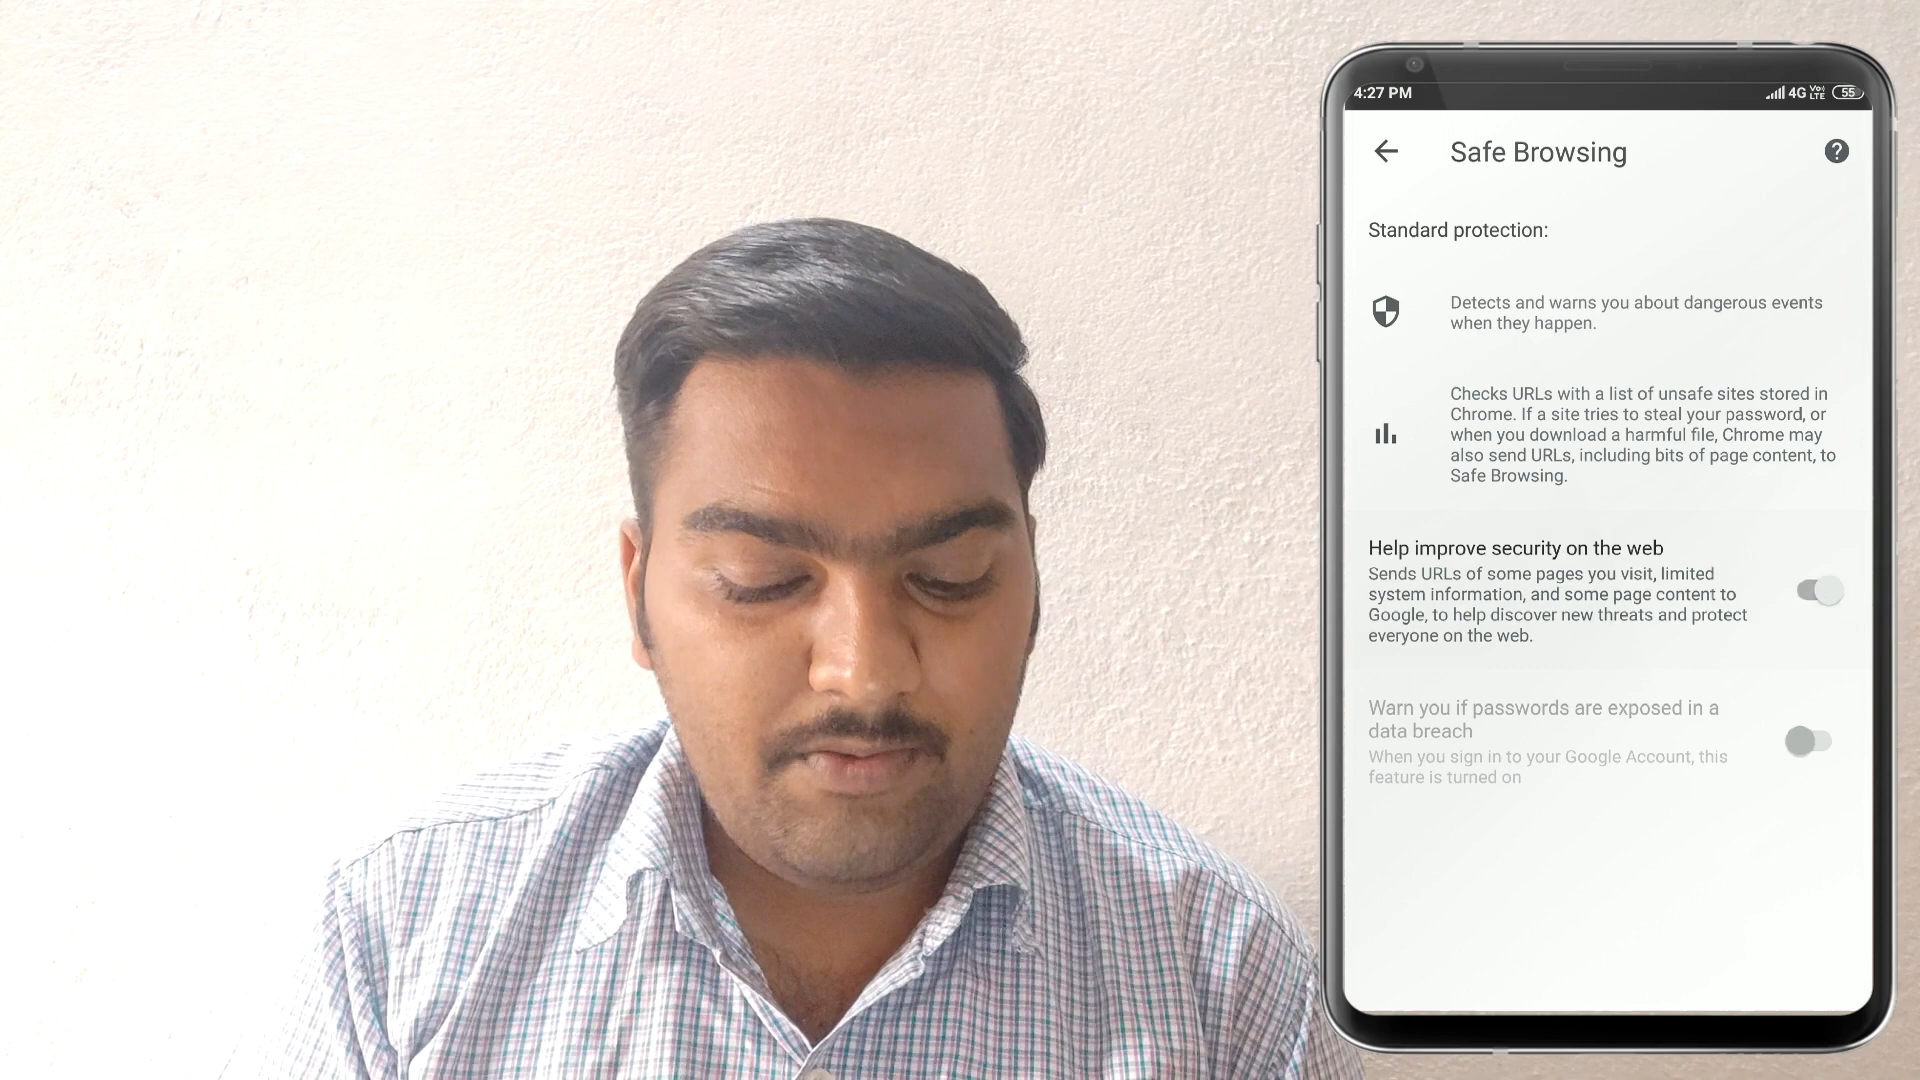 4:27 PM
4G Vo) LTE 55
Safe Browsing
Standard protection:
Detects and warns you about dangerous events
when they happen.
Checks URLs with a list of unsafe sites stored in
Chrome. If a site tries to steal your password, or
when you download a harmful file, Chrome may
also send URLs, including bits of page content, to
Safe Browsing.
Help improve security on the web
Sends URLs of some pages you visit, limited
system information, and some page content to
Google, to help discover new threats and protect
everyone on the web.
Warn you if passwords are exposed in a
data breach
When you sign in to your Google Account, this
feature is turned on